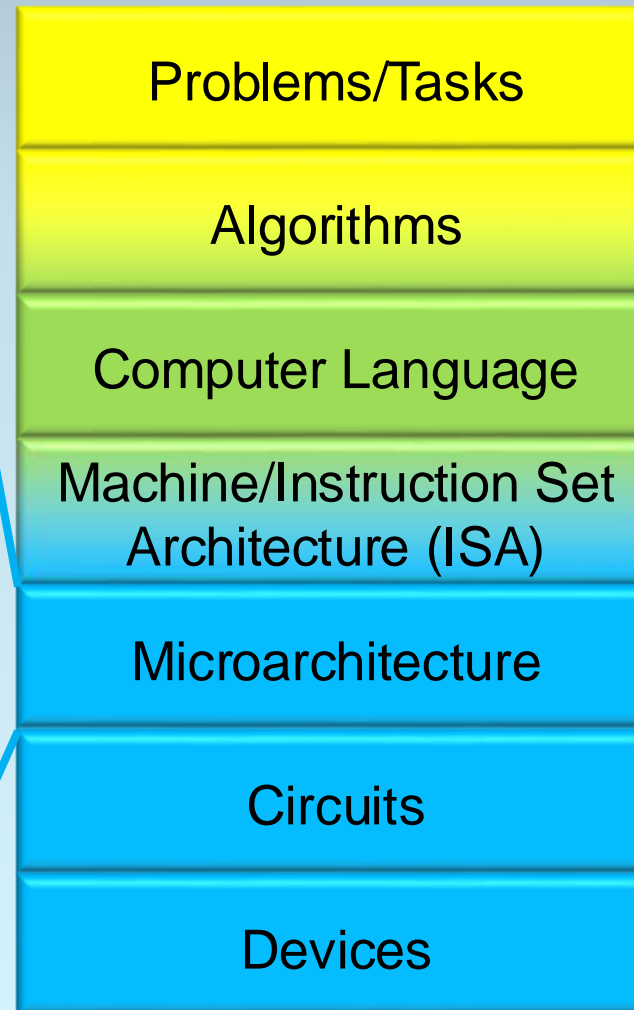 Problems/Tasks
Algorithms
Computer Language
Machine/Instruction Set
Architecture (ISA)
Microarchitecture
Circuits
Devices